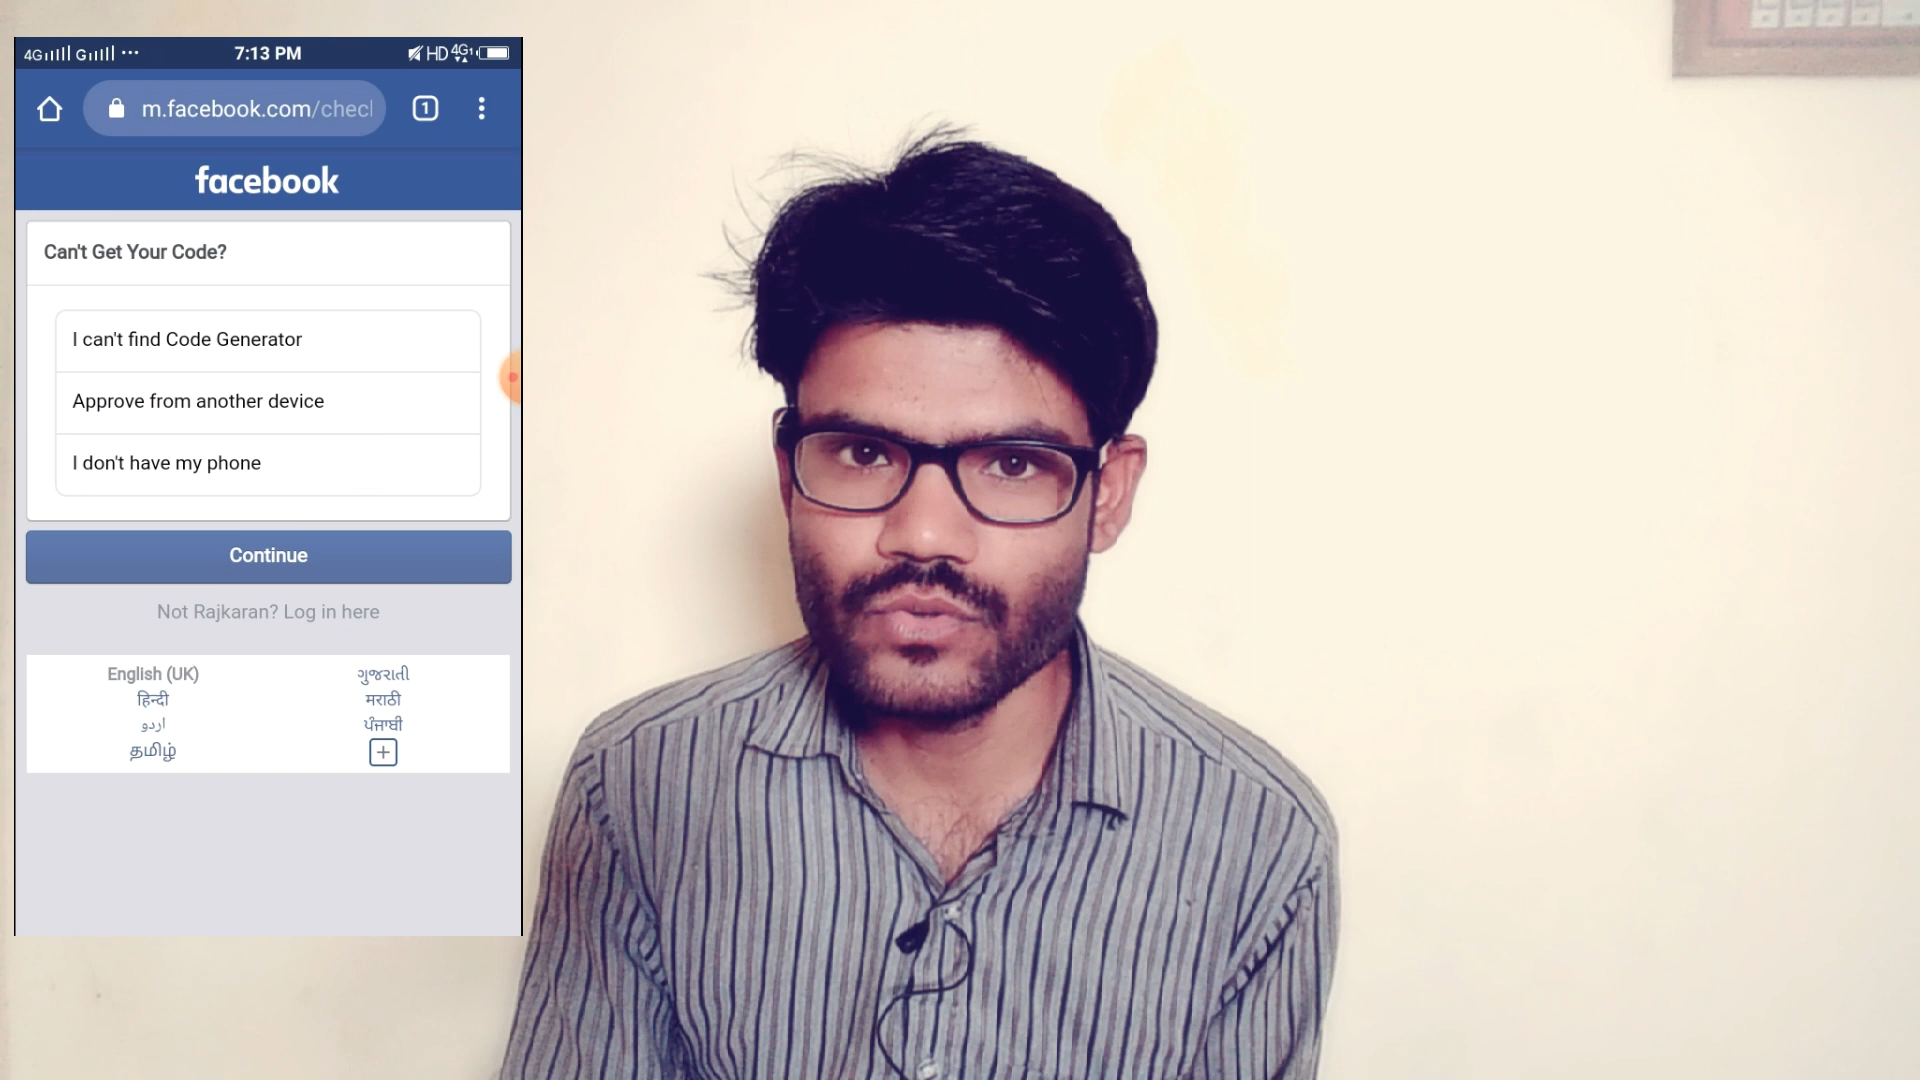 4G G ... 7:13 PM HD 4G
m.facebook.com/checl
1
facebook
Can't Get Your Code?
I can't find Code Generator
Approve from another device
I don't have my phone
Continue
Not Rajkaran? Log in here
English (UK) ગુજરાતી
हिन्दी मराठी
اردو ਪੰਜਾਬੀ
தமிழ் +